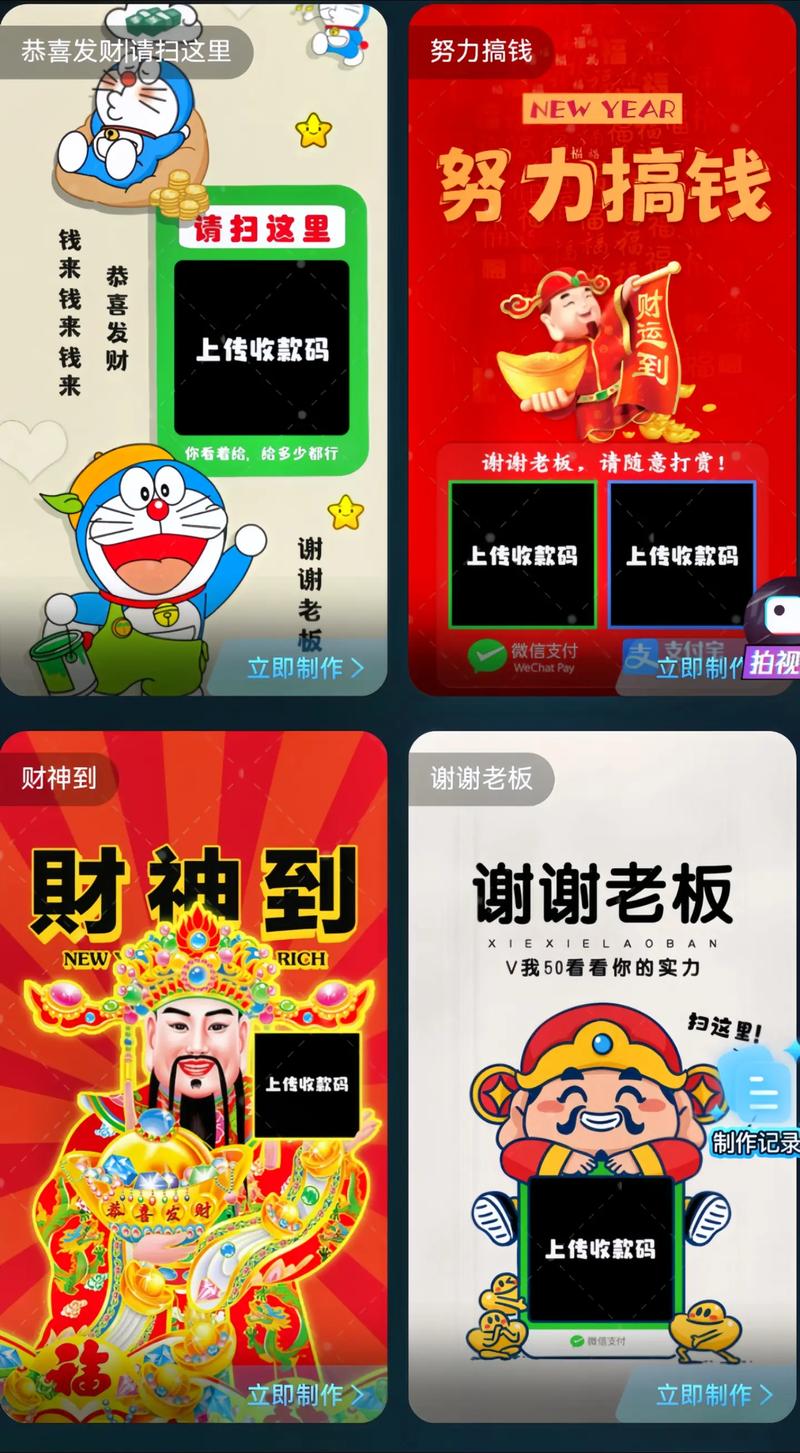 恭喜发财|请扫这里
请扫这里
钱来钱来钱来
恭喜发财
上传收款码
你看着给，给多少都行
谢谢老板
立即制作
努力搞钱
NEW YEAR
努力搞钱
财运到
谢谢老板，请随意打赏！
上传收款码
上传收款码
微信支付
WeChat Pay
支付宝
立即制作
拍视
财神到
財神到
NEW Y
RICH
上传收款码
恭喜发财
福
立即制作
谢谢老板
谢谢老板
XIEXIELAOBAN
V我50看看你的实力
扫这里！
制作记录
上传收款码
微信支付
立即制作